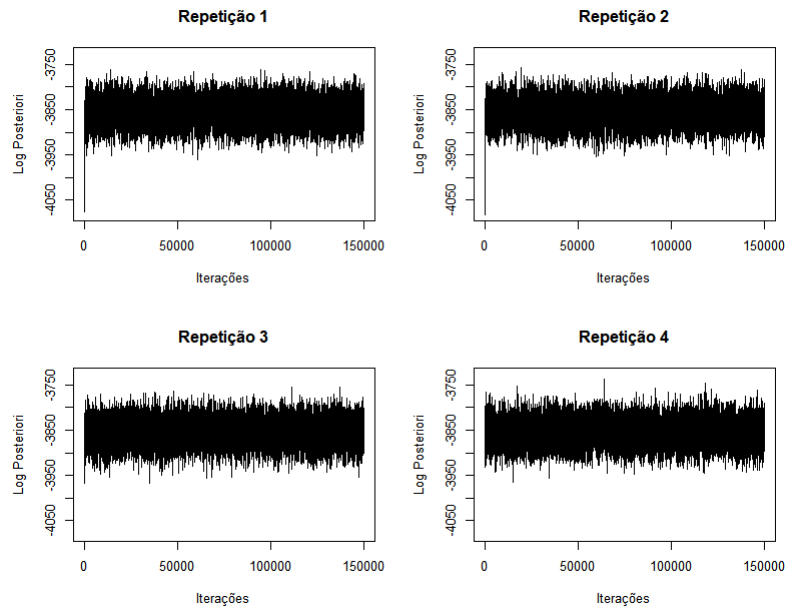 Repetição 1
Log Posteriori
-3750
-3850
-3950
-4050
0 50000 100000 150000
Iterações
Repetição 2
Log Posteriori
-3750
-3850
-3950
-4050
0 50000 100000 150000
Iterações
Repetição 3
Log Posteriori
-3750
-3850
-3950
-4050
0 50000 100000 150000
Iterações
Repetição 4
Log Posteriori
-3750
-3850
-3950
-4050
0 50000 100000 150000
Iterações